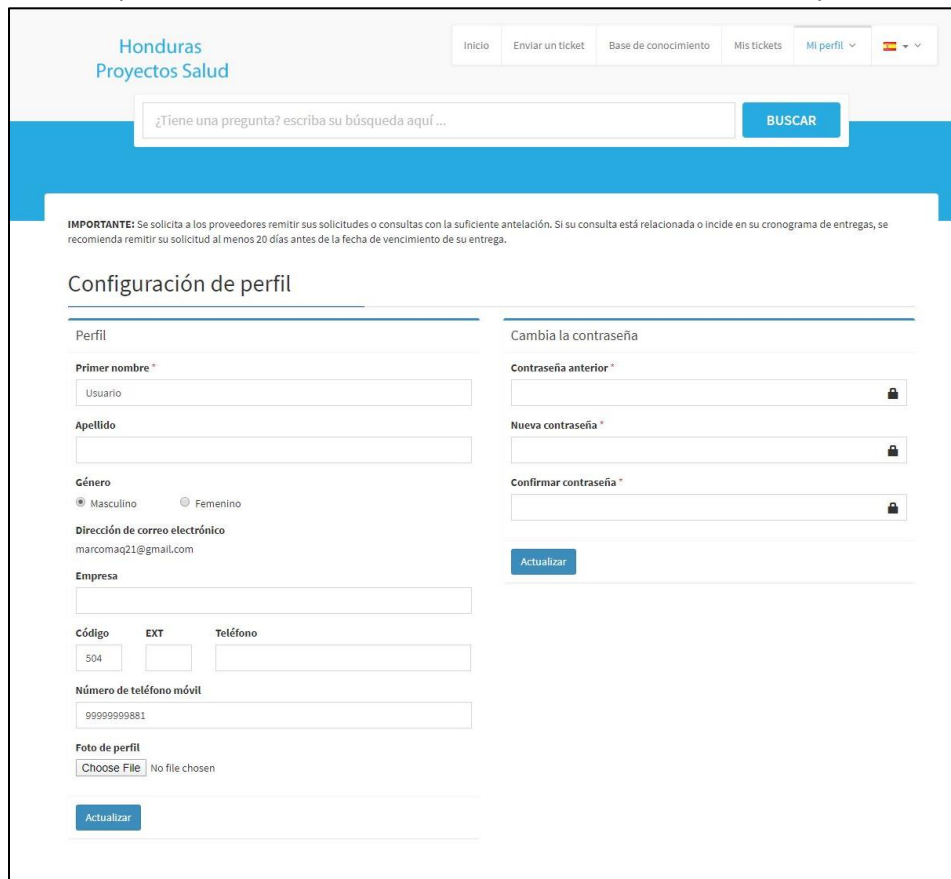 Honduras
Proyectos Salud
Inicio Enviar un ticket Base de conocimiento Mis tickets Mi perfil
¿Tiene una pregunta? escriba su búsqueda aquí ...
BUSCAR
IMPORTANTE: Se solicita a los proveedores remitir sus solicitudes o consultas con la suficiente antelación. Si su consulta está relacionada o incide en su cronograma de entregas, se
recomienda remitir su solicitud al menos 20 días antes de la fecha de vencimiento de su entrega.
Configuración de perfil
Perfil
Primer nombre *
Usuario
Apellido
Género
Masculino Femenino
Dirección de correo electrónico
marcomaq21@gmail.com
Empresa
Código EXT Teléfono
504
Número de teléfono móvil
99999999881
Foto de perfil
Choose File No file chosen
Actualizar
Cambia la contraseña
Contraseña anterior *
Nueva contraseña *
Confirmar contraseña *
Actualizar